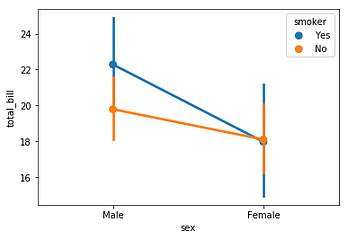 smoker
Yes
No
24
22
20
18
16
total_bill
Male Female
sex